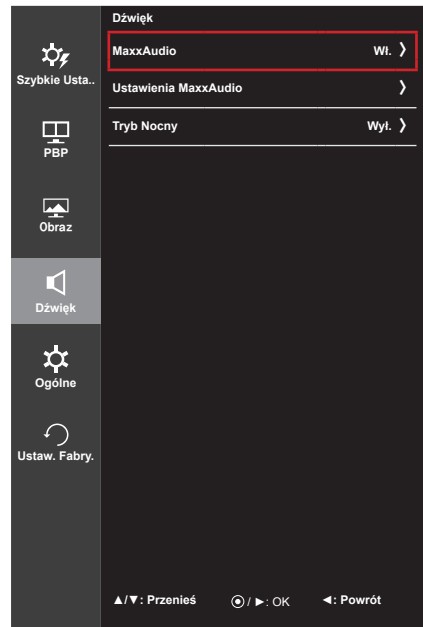 Dźwięk
MaxxAudio Wł. ❭
Ustawienia MaxxAudio ❭
Tryb Nocny Wył. ❭
Szybkie Usta..
PBP
Obraz
Dźwięk
Ogólne
Ustaw. Fabry.
▲/▼: Przenieś ⦿ / ►: OK ◄: Powrót